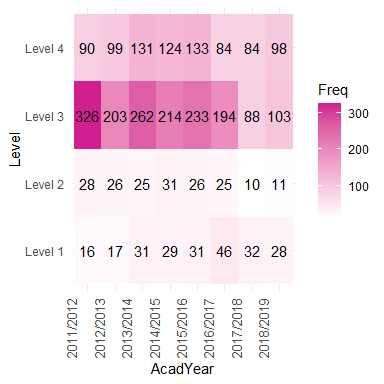 Level 4 90 99 131 124 133 84 84 98
Freq
Level 3 326 203 262 214 233 194 88 103
300
200
100
Level 2 28 26 25 31 26 25 10 11
Level 1 16 17 31 29 31 46 32 28
Level
2011/2012 2012/2013 2013/2014 2014/2015 2015/2016 2016/2017 2017/2018 2018/2019
AcadYear